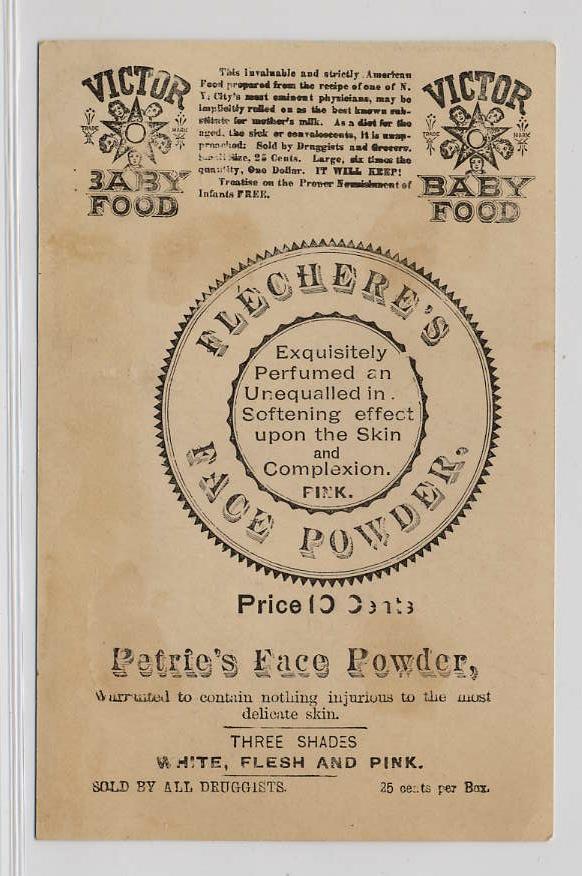 VICTOR
BABY
FOOD
TRADE
MARK
This invaluable and strictly American
Food prepared from the recipe of one of N.
Y. City's most eminent physicians, may be
implicitly relied on as the best known sub-
stitute for mother's milk. As a diet for the
aged, the sick or convalescents, it is unap-
proached: Sold by Druggists and Grocers.
Small Size, 25 Cents. Large, six times the
quantity, One Dollar. IT WILL KEEP!
Treatise on the Proper Nourishment of
Infants FREE.
VICTOR
BABY
FOOD
TRADE
MARK
FLÉCHERE'S
Exquisitely
Perfumed an
Unequalled in .
Softening effect
upon the Skin
and
Complexion.
PINK.
FACE POWDER.
Price 10 Cents
Petrie's Face Powder,
Warranted to contain nothing injurious to the most
delicate skin.
THREE SHADES
WHITE, FLESH AND PINK.
SOLD BY ALL DRUGGISTS.
25 cents per Box.